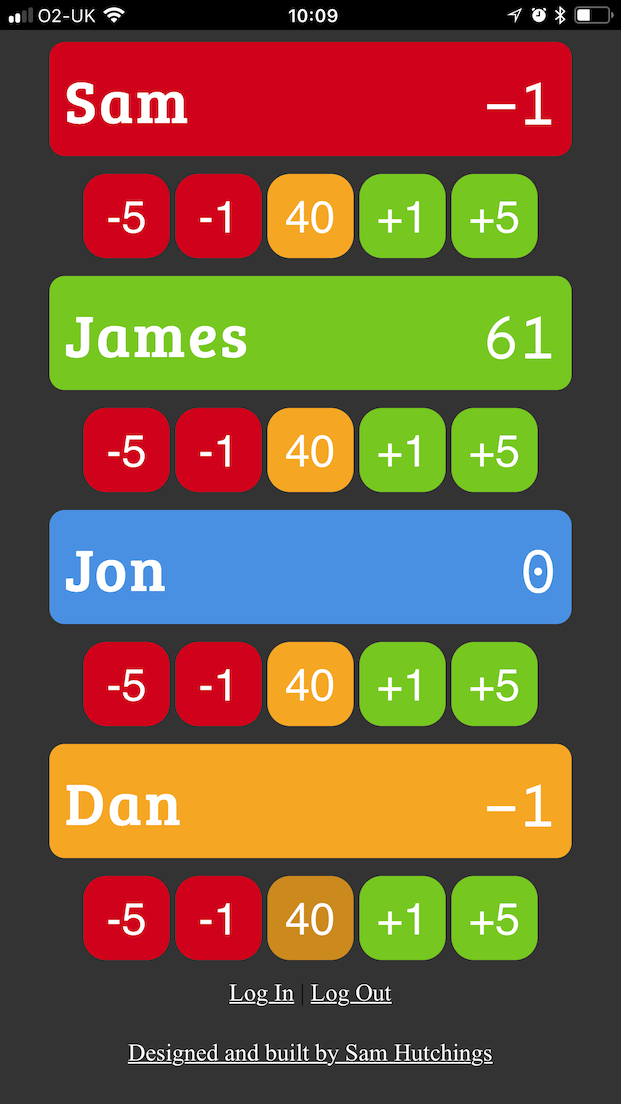 O2-UK 10:09
Sam -1
-5 -1 40 +1 +5
James 61
-5 -1 40 +1 +5
Jon 0
-5 -1 40 +1 +5
Dan -1
-5 -1 40 +1 +5
Log In | Log Out
Designed and built by Sam Hutchings